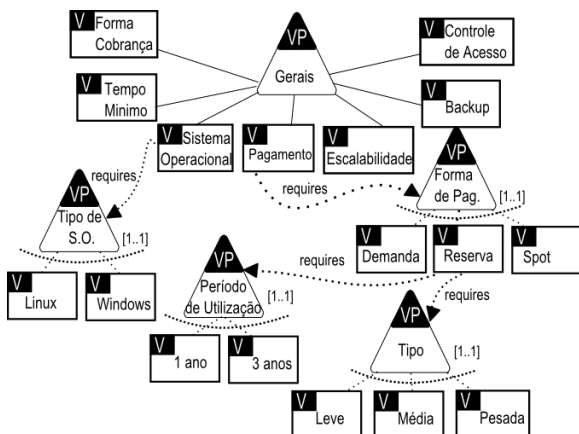 V Forma
Cobrança
VP
Gerais
V Controle
de Acesso
V Tempo
Minimo
V Backup
V Sistema
Operacional
V
Pagamento
V
Escalabilidade
VP
Forma
de Pag.
[1..1]
requires
requires
VP
Tipo de
S.O.
[1..1]
V
Linux
V
Windows
V
Demanda
V
Reserva
V
Spot
requires
requires
VP
Período
de Utilização
[1..1]
V
1 ano
V
3 anos
VP
Tipo
[1..1]
V
Leve
V
Média
V
Pesada